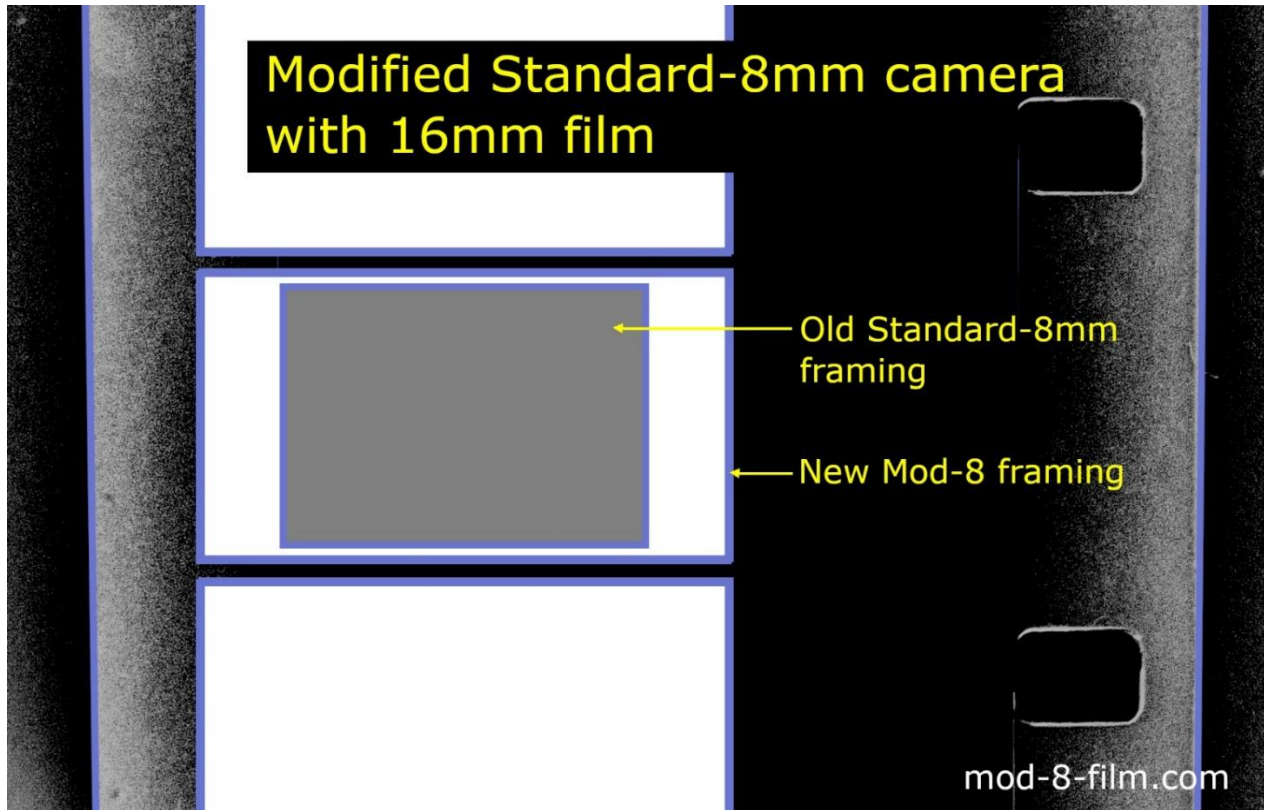 Modified Standard-8mm camera
with 16mm film
Old Standard-8mm
framing
New Mod-8 framing
mod-8-film.com